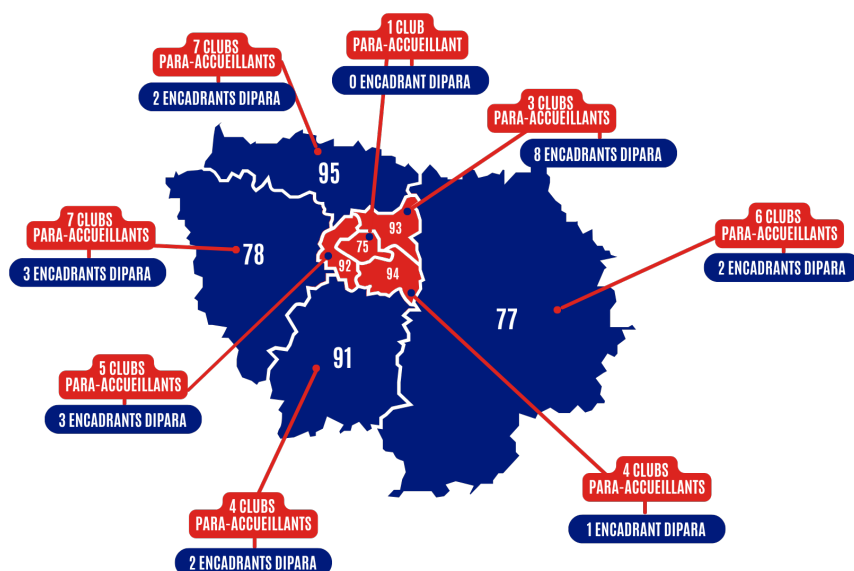 7 CLUBS
PARA-ACCUEILLANTS
2 ENCADRANTS DIPARA
1 CLUB
PARA-ACCUEILLANT
0 ENCADRANT DIPARA
3 CLUBS
PARA-ACCUEILLANTS
8 ENCADRANTS DIPARA
95
7 CLUBS
PARA-ACCUEILLANTS
3 ENCADRANTS DIPARA
78
93
75
92
94
6 CLUBS
PARA-ACCUEILLANTS
2 ENCADRANTS DIPARA
77
91
5 CLUBS
PARA-ACCUEILLANTS
3 ENCADRANTS DIPARA
4 CLUBS
PARA-ACCUEILLANTS
2 ENCADRANTS DIPARA
4 CLUBS
PARA-ACCUEILLANTS
1 ENCADRANT DIPARA